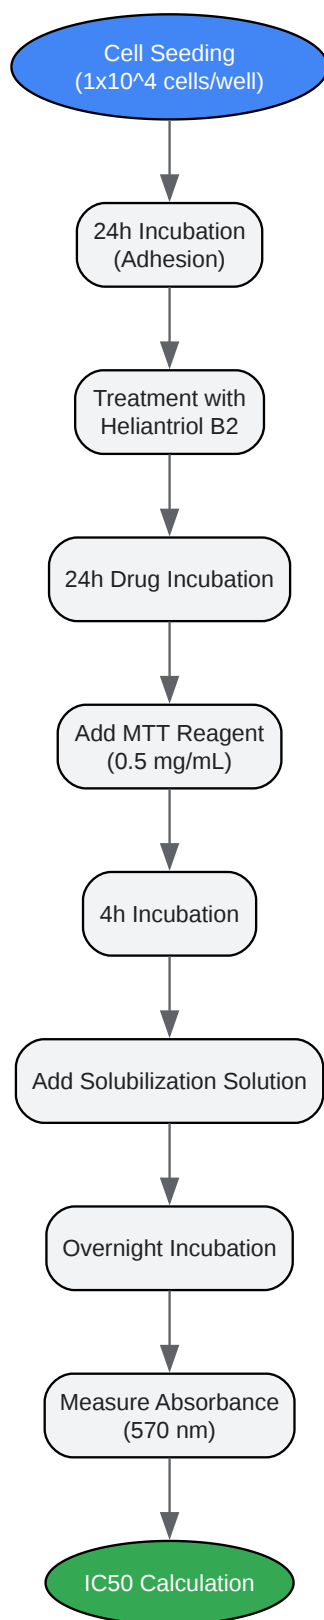 Cell Seeding
(1x10^4 cells/well)
24h Incubation
(Adhesion)
Treatment with
Heliantriol B2
24h Drug Incubation
Add MTT Reagent
(0.5 mg/mL)
4h Incubation
Add Solubilization Solution
Overnight Incubation
Measure Absorbance
(570 nm)
IC50 Calculation